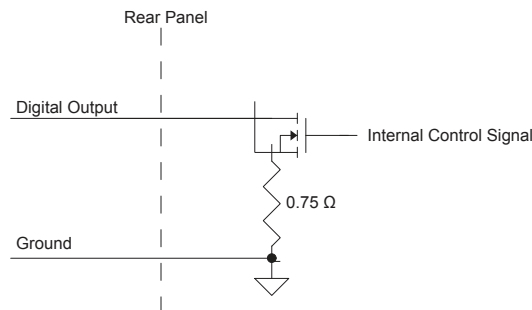 Rear Panel
Digital Output
Internal Control Signal
0.75 Ω
Ground